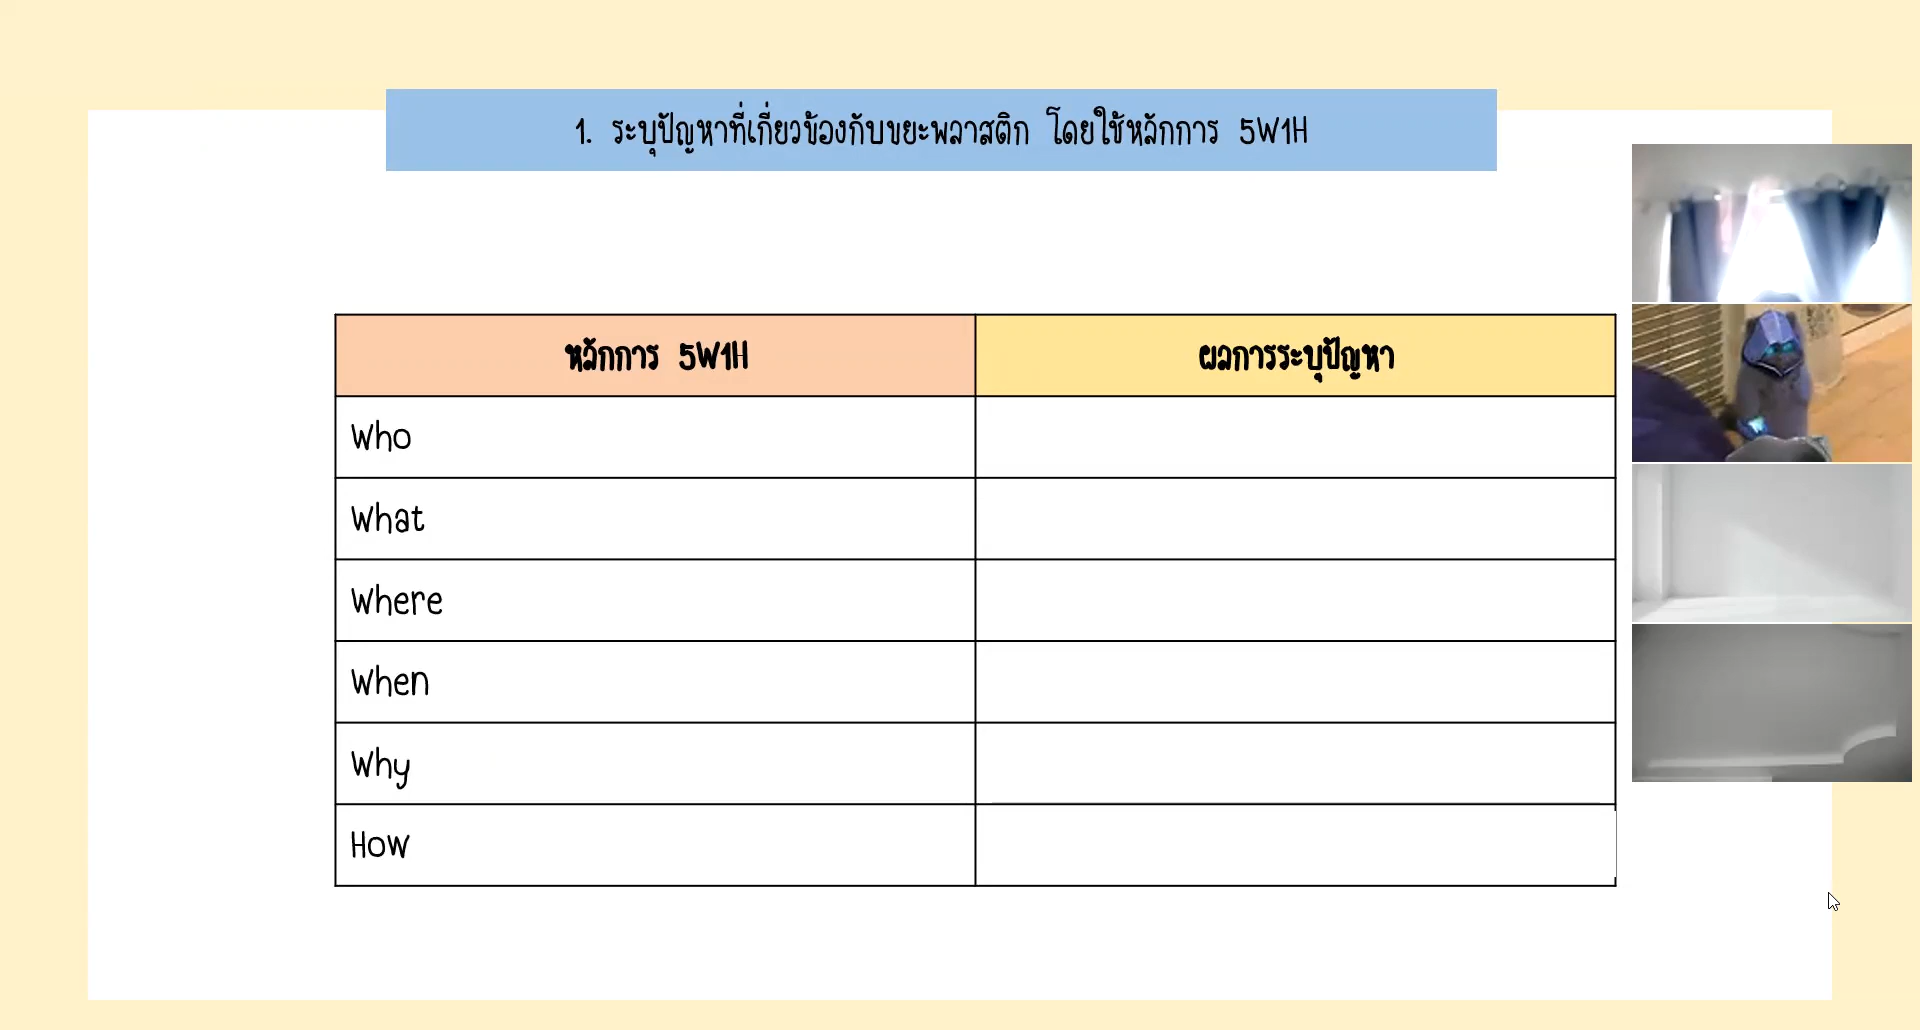 1. ระบุปัญหาที่เกี่ยวข้องกับขยะพลาสติก โดยใช้หลักการ 5W1H
หลักการ 5W1H
ผลการระบุปัญหา
Who
What
Where
When
Why
How